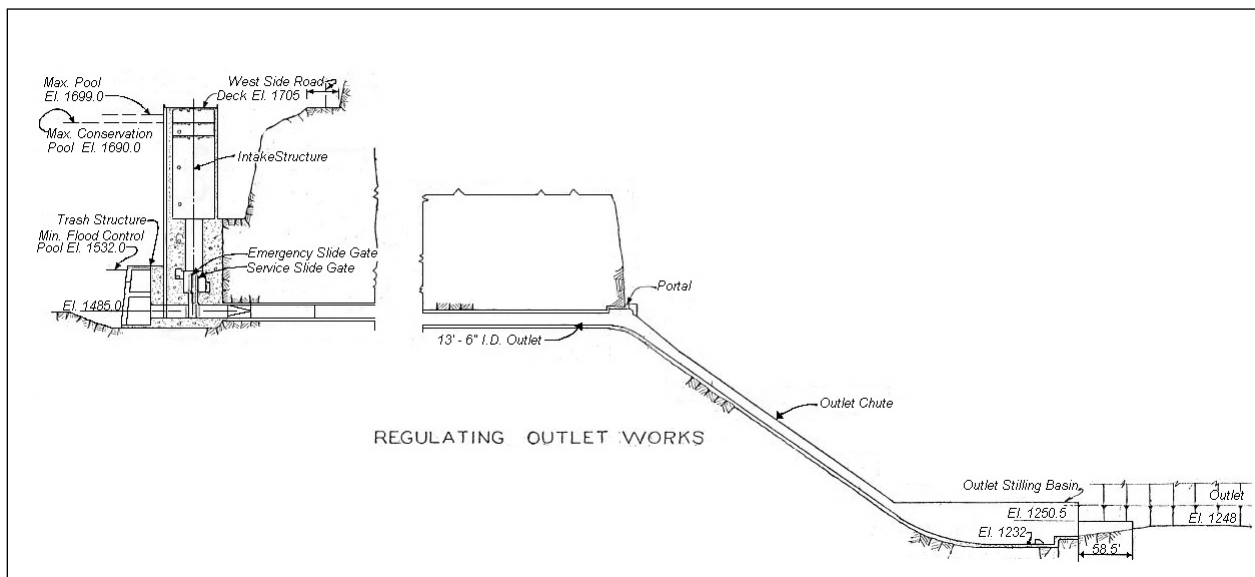 Max. Pool
El. 1699.0
Max. Conservation
Pool El. 1690.0
West Side Road
Deck El. 1705
IntakeStructure
Trash Structure
Min. Flood Control
Pool El. 1532.0
Emergency Slide Gate
Service Slide Gate
El. 1485.0
Portal
13' - 6" I.D. Outlet
Outlet Chute
REGULATING OUTLET WORKS
Outlet Stilling Basin
Outlet
El. 1250.5
El. 1248
El. 1232
58.5'